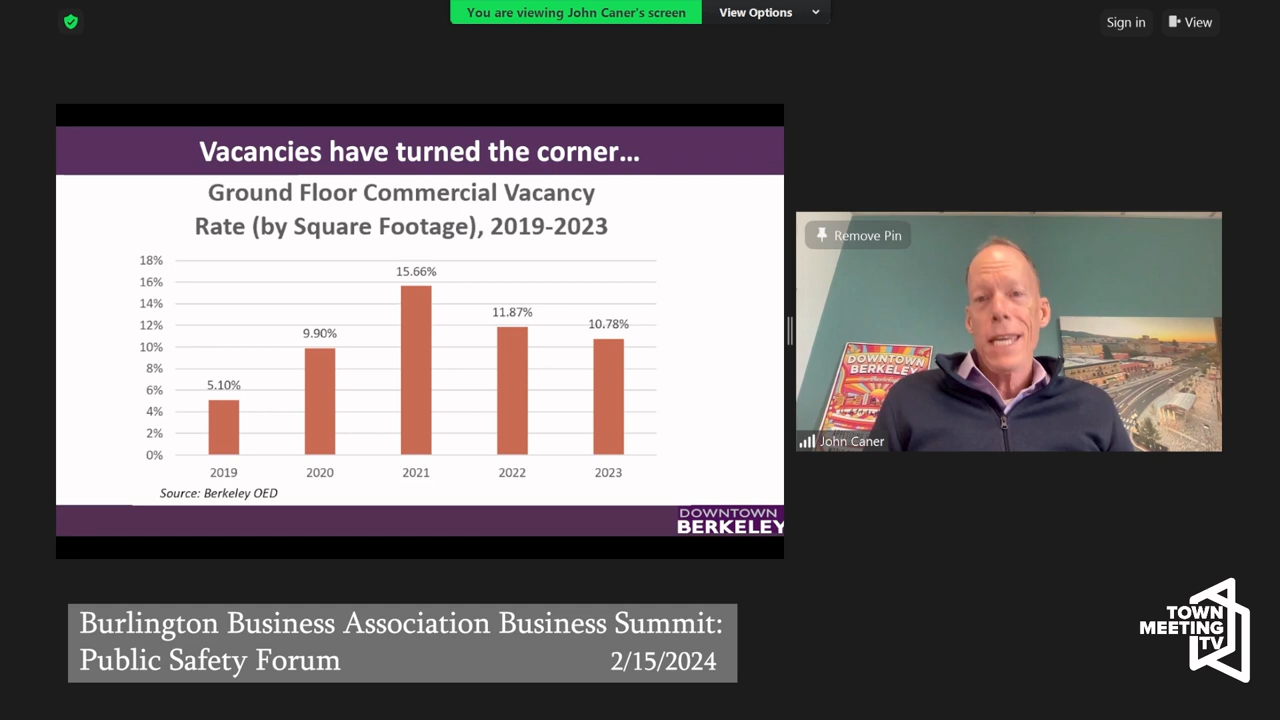 You are viewing John Caner's screen
View Options
Sign in
View
Vacancies have turned the corner...
Ground Floor Commercial Vacancy
Rate (by Square Footage), 2019-2023
18%
16%
14%
12%
10%
8%
6%
4%
2%
0%
5.10%
9.90%
15.66%
11.87%
10.78%
2019
2020
2021
2022
2023
Source: Berkeley OED
DOWNTOWN
BERKELEY
Remove Pin
DOWNTOWN
BERKELEY
John Caner
Burlington Business Association Business Summit:
Public Safety Forum
2/15/2024
TOWN
MEETING
TV